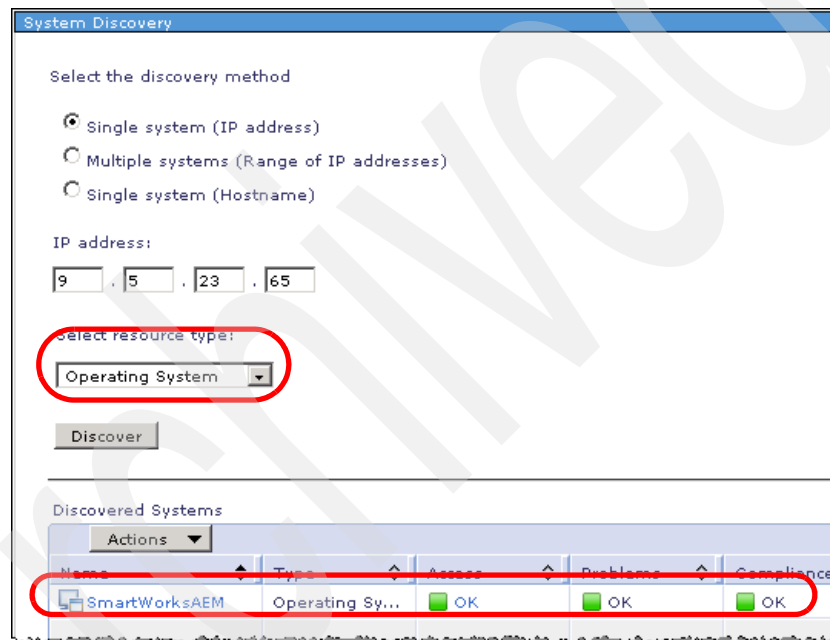 System Discovery
Select the discovery method
Single system (IP address)
Multiple systems (Range of IP addresses)
Single system (Hostname)
IP address:
9 . 5 . 23 . 65
Select resource type:
Operating System
Discover
Discovered Systems
Actions
Name Type Access Problems Compliance
SmartWorksAEM Operating Sy... OK OK OK